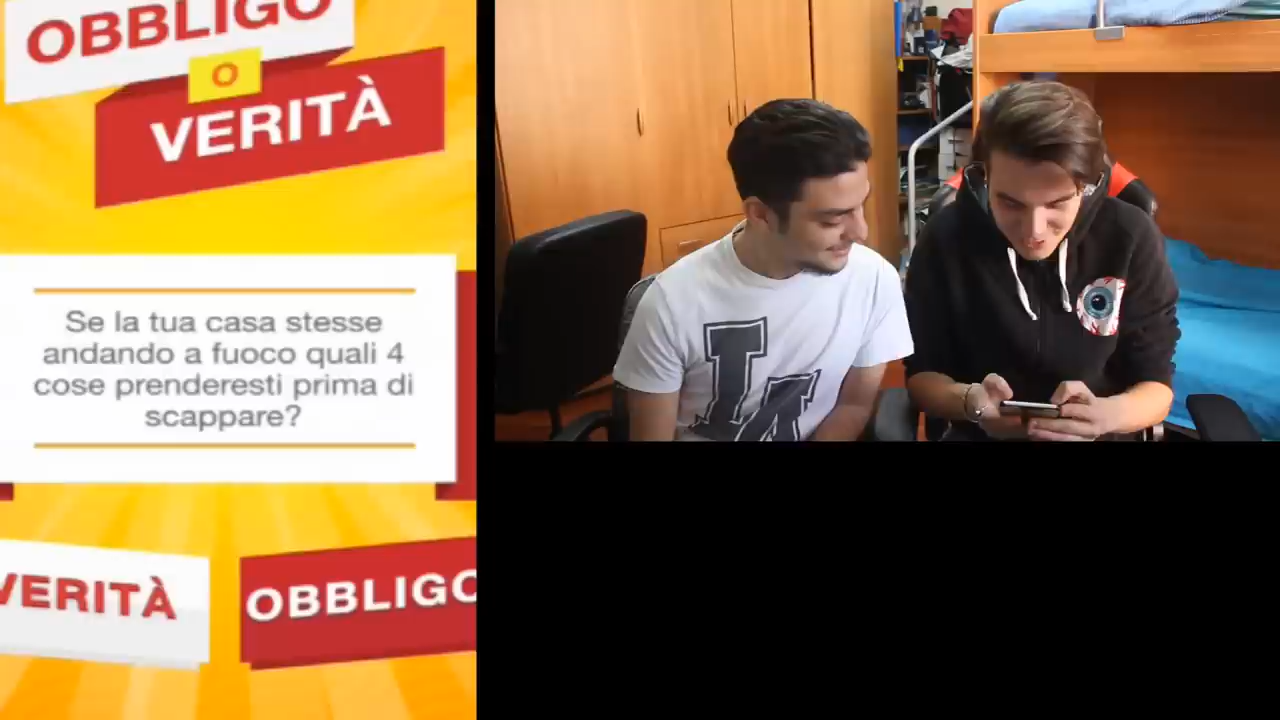 OBBLIGO
O
VERITÀ
Se la tua casa stesse
andando a fuoco quali 4
cose prenderesti prima di
scappare?
VERITÀ
OBBLIGO
LA